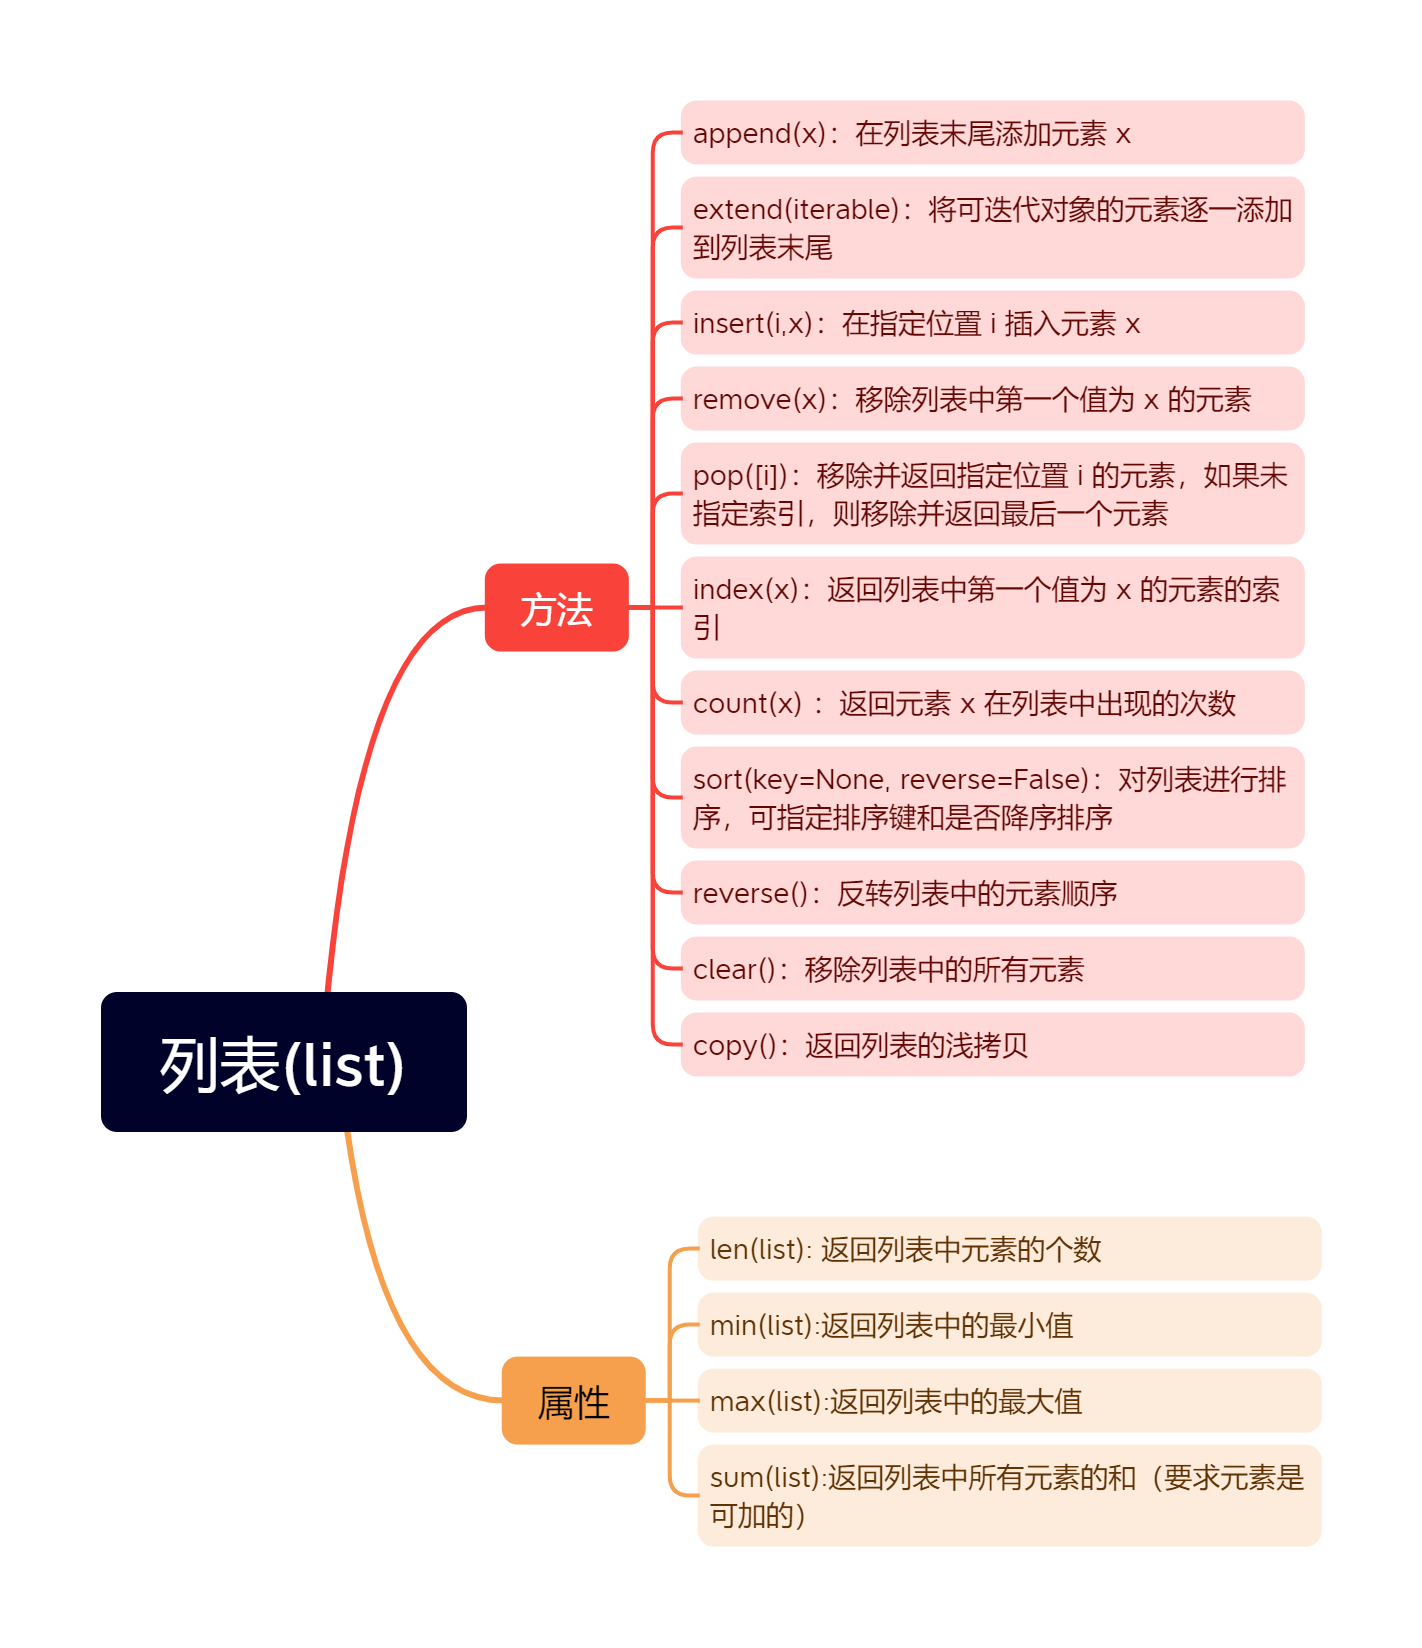 append(x)：在列表末尾添加元素 x
extend(iterable)：将可迭代对象的元素逐一添加
到列表末尾
insert(i,x)：在指定位置 i 插入元素 x
remove(x)：移除列表中第一个值为 x 的元素
pop([i])：移除并返回指定位置 i 的元素，如果未
指定索引，则移除并返回最后一个元素
方法
index(x)：返回列表中第一个值为 x 的元素的索
引
count(x) ：返回元素 x 在列表中出现的次数
sort(key=None, reverse=False)：对列表进行排
序，可指定排序键和是否降序排序
reverse()：反转列表中的元素顺序
clear()：移除列表中的所有元素
copy()：返回列表的浅拷贝
列表(list)
len(list): 返回列表中元素的个数
min(list):返回列表中的最小值
属性
max(list):返回列表中的最大值
sum(list):返回列表中所有元素的和（要求元素是
可加的）